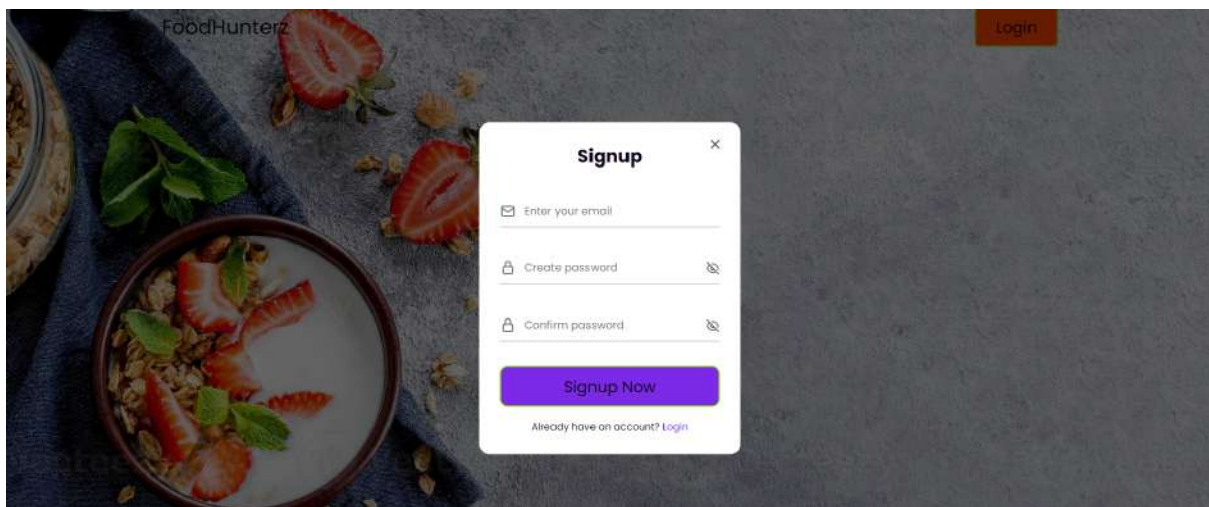 FoodHunterz
Login
Signup
Enter your email
Create password
Confirm password
Signup Now
Already have an account? Login